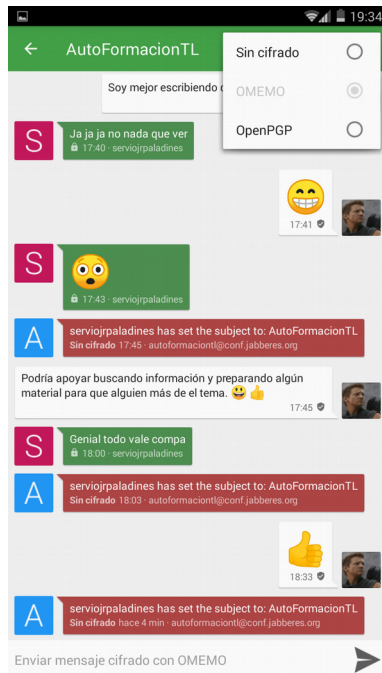 19:34
AutoFormacionTL
Sin cifrado
OMEMO
OpenPGP
Soy mejor escribiendo
S
Ja ja ja no nada que ver
17:40 · serviojrpaladines
17:41
S
17:43 · serviojrpaladines
A
serviojrpaladines has set the subject to: AutoFormacionTL
Sin cifrado 17:45 · autoformaciontl@conf.jabberes.org
Podría apoyar buscando información y preparando algún
material para que alguien más de el tema. 😃 👍
17:45
S
Genial todo vale compa
18:00 · serviojrpaladines
A
serviojrpaladines has set the subject to: AutoFormacionTL
Sin cifrado 18:03 · autoformaciontl@conf.jabberes.org
18:33
A
serviojrpaladines has set the subject to: AutoFormacionTL
Sin cifrado hace 4 min · autoformaciontl@conf.jabberes.org
Enviar mensaje cifrado con OMEMO